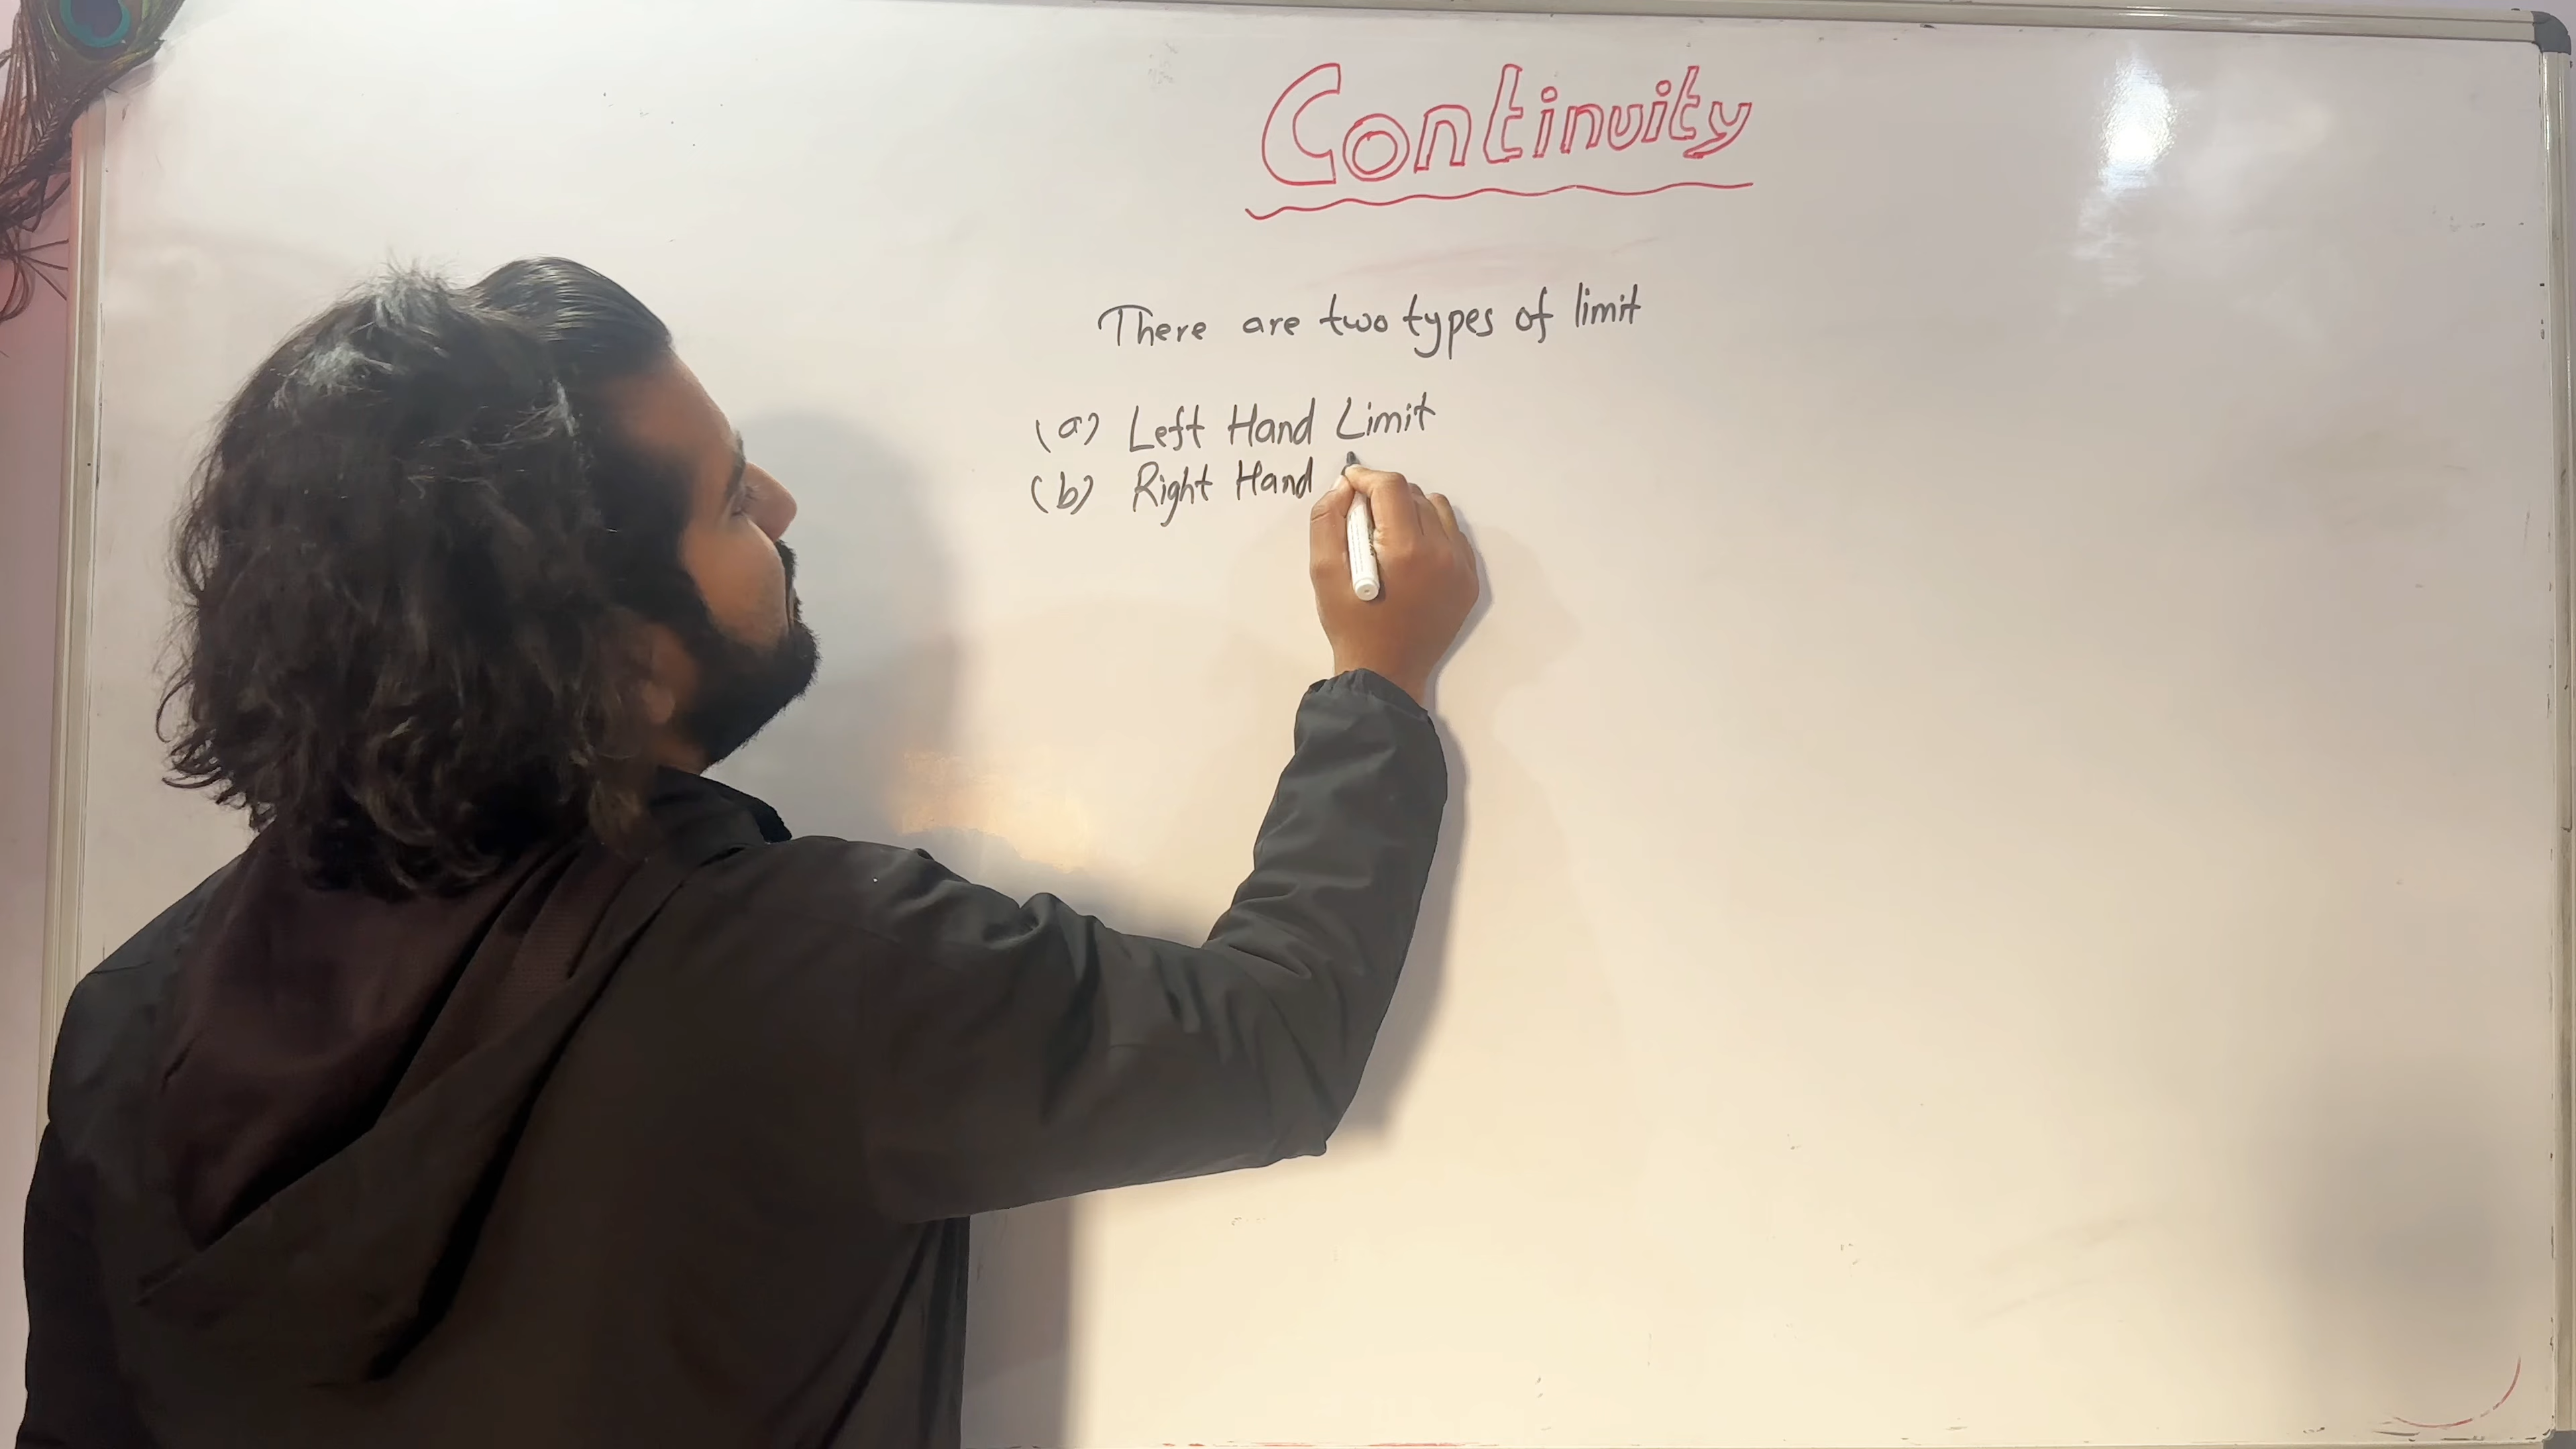 Continuity
There are two types of limit
(a) Left Hand Limit
(b) Right Hand